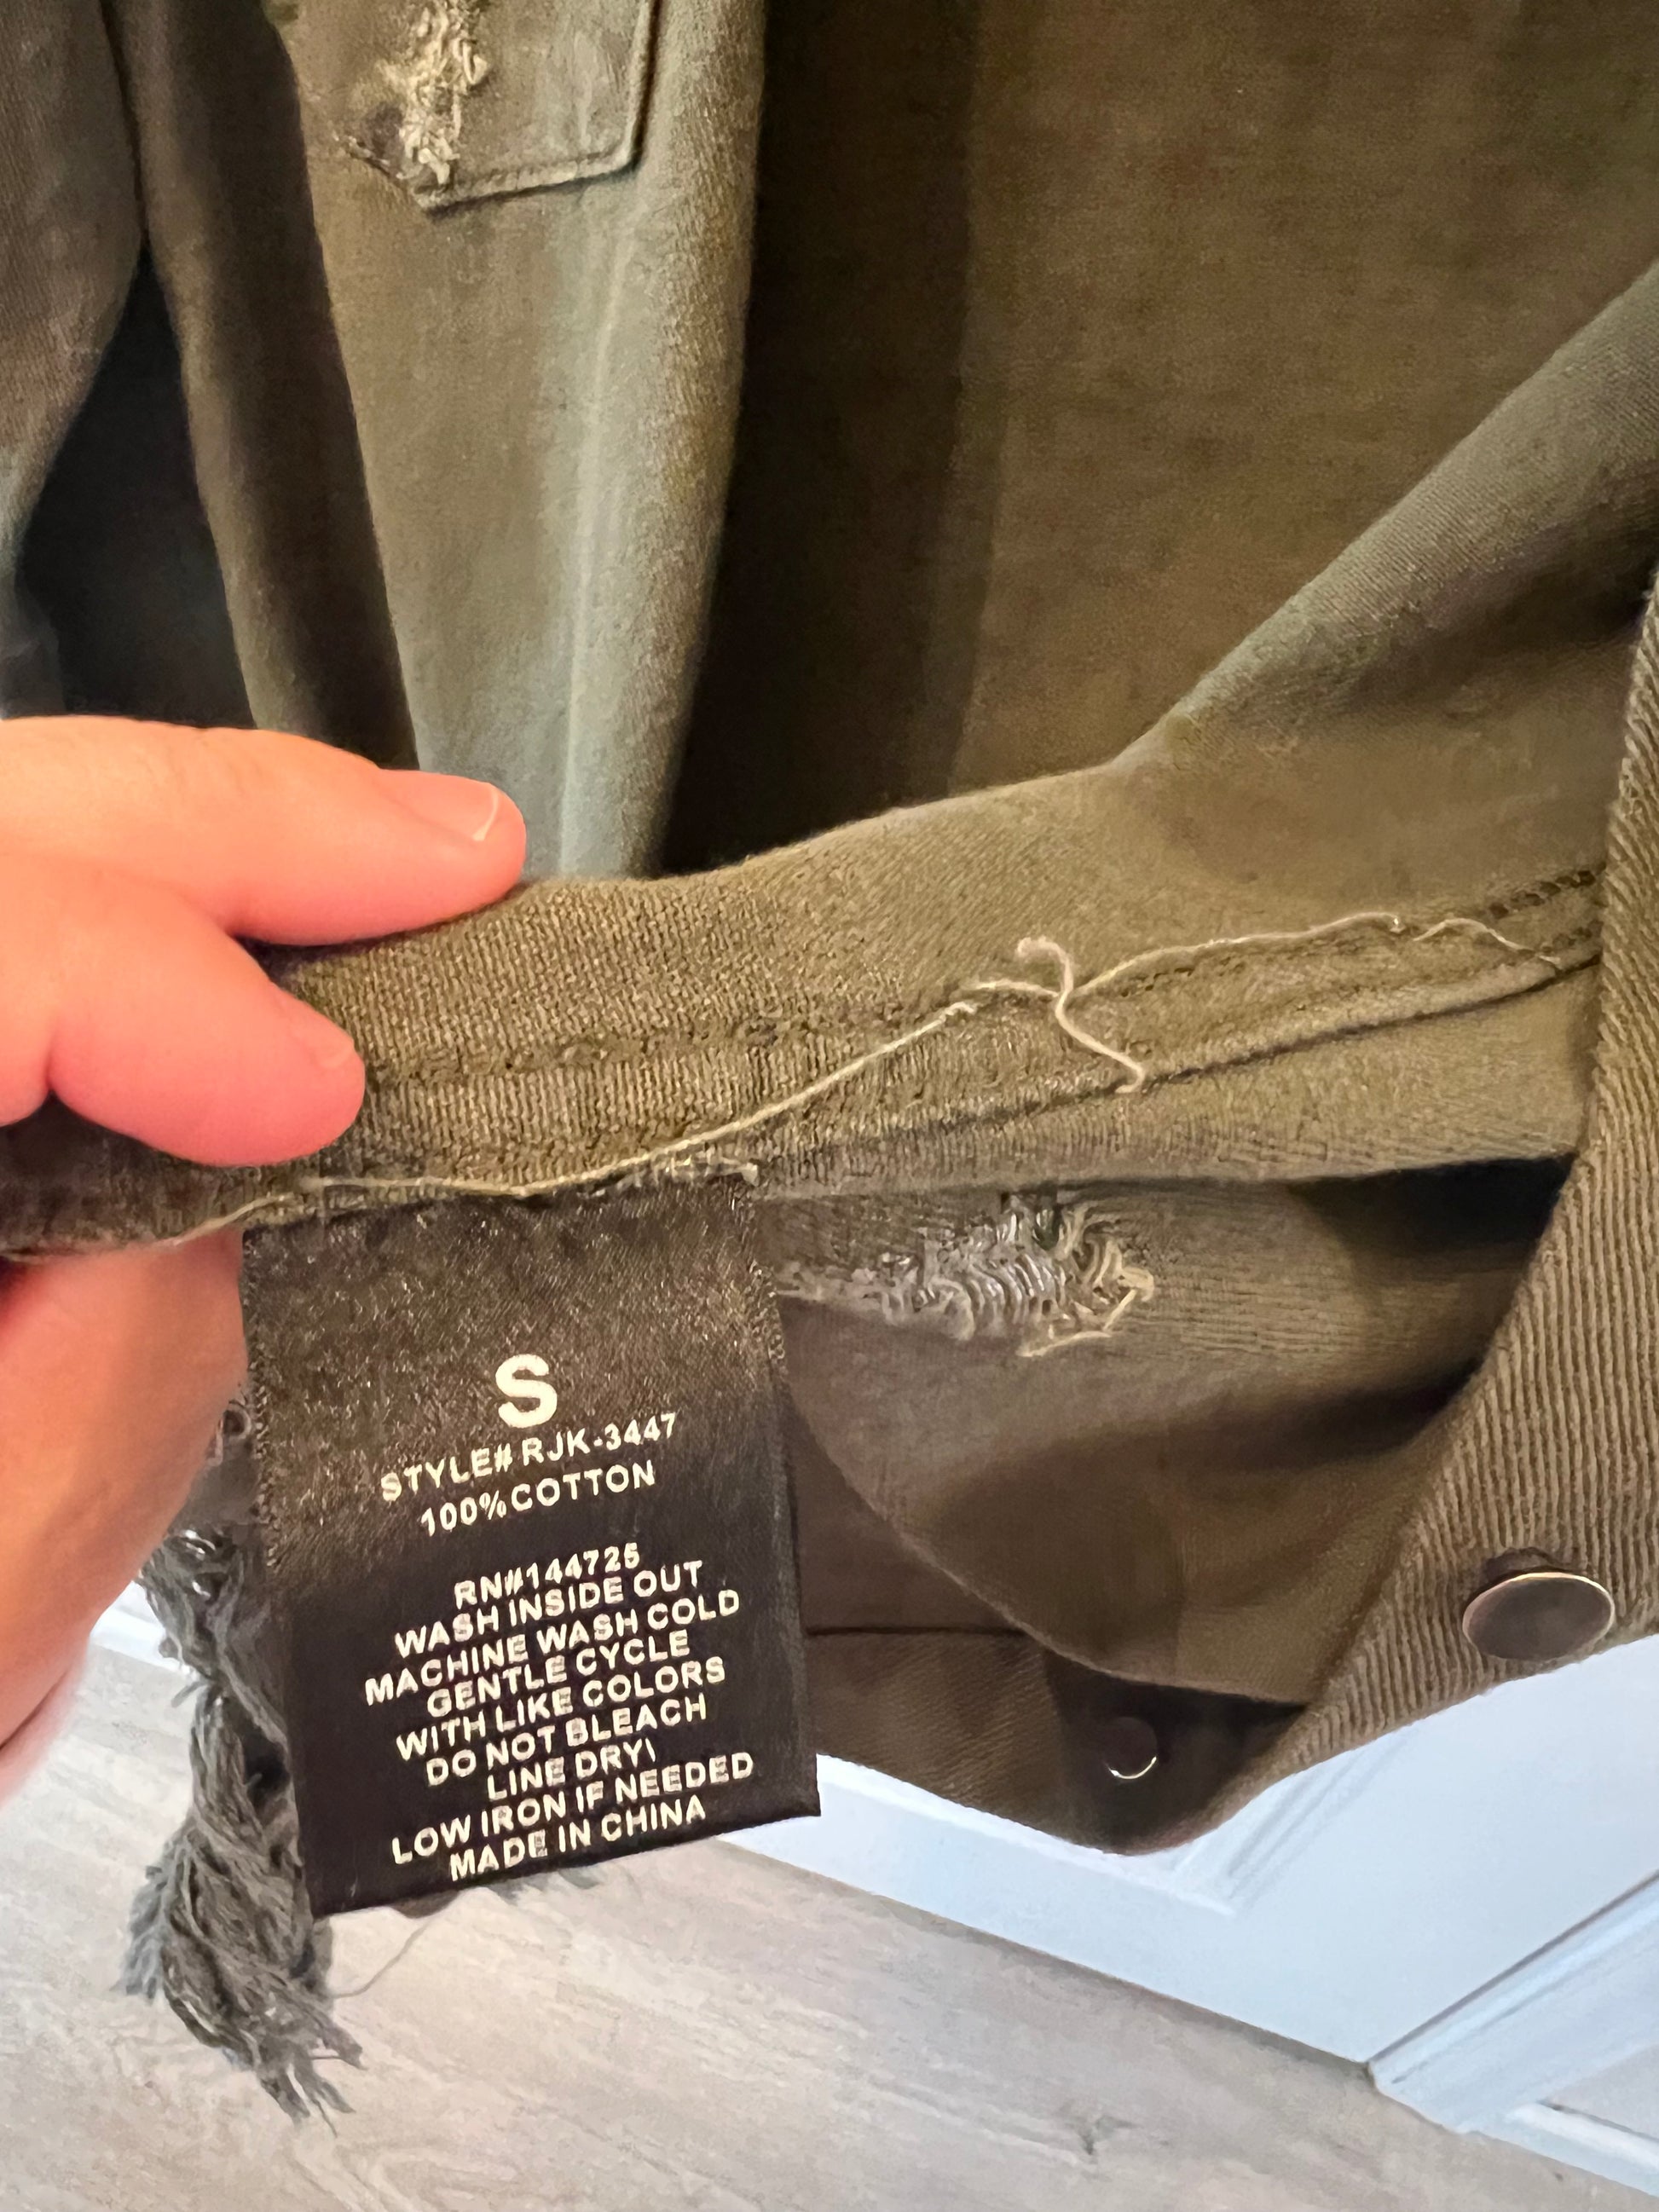 S
STYLE# RJK-3447
100%COTTON
RN#144725
WASH INSIDE OUT
MACHINE WASH COLD
GENTLE CYCLE
WITH LIKE COLORS
DO NOT BLEACH
LINE DRY\
LOW IRON IF NEEDED
MADE IN CHINA